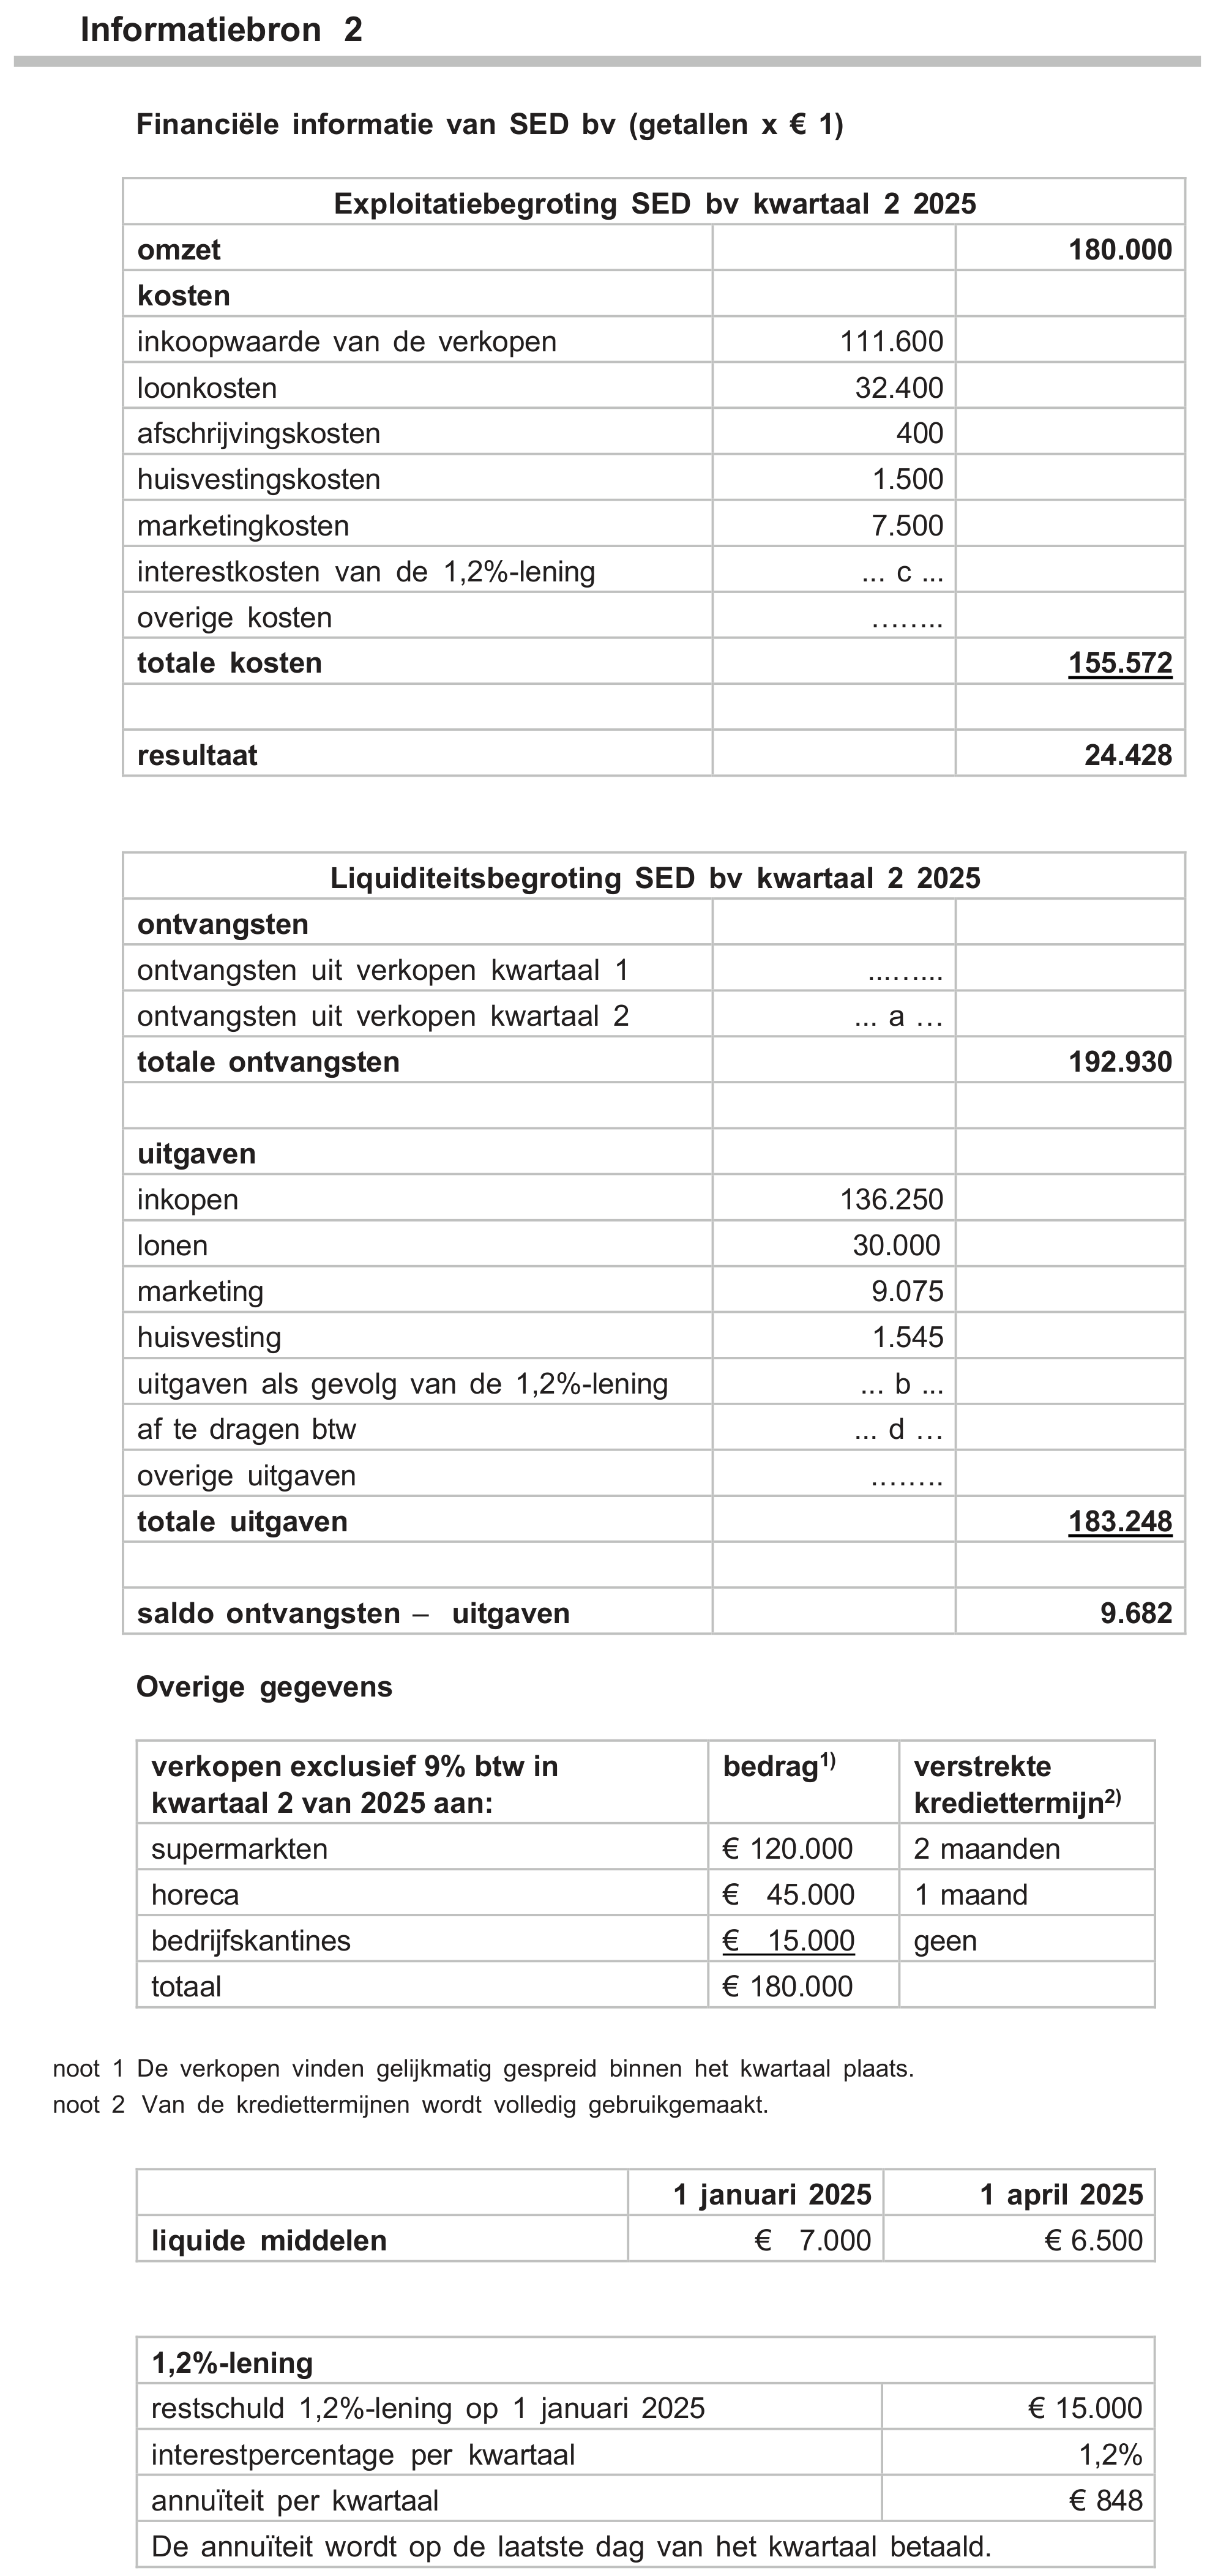 Informatiebron 2
Financiële informatie van SED bv (getallen x € 1)
Exploitatiebegroting SED bv kwartaal 2 2025
omzet 180.000
kosten
inkoopwaarde van de verkopen 111.600
loonkosten 32.400
afschrijvingskosten 400
huisvestingskosten 1.500
marketingkosten 7.500
interestkosten van de 1,2%-lening ... c ...
overige kosten ……..
totale kosten 155.572
resultaat 24.428
Liquiditeitsbegroting SED bv kwartaal 2 2025
ontvangsten
ontvangsten uit verkopen kwartaal 1 ...…...
ontvangsten uit verkopen kwartaal 2 ... a …
totale ontvangsten 192.930
uitgaven
inkopen 136.250
lonen 30.000
marketing 9.075
huisvesting 1.545
uitgaven als gevolg van de 1,2%-lening ... b ...
af te dragen btw ... d …
overige uitgaven ……..
totale uitgaven 183.248
saldo ontvangsten – uitgaven 9.682
Overige gegevens
verkopen exclusief 9% btw in bedrag1) verstrekte
kwartaal 2 van 2025 aan: krediettermijn2)
supermarkten € 120.000 2 maanden
horeca € 45.000 1 maand
bedrijfskantines € 15.000 geen
totaal € 180.000
noot 1 De verkopen vinden gelijkmatig gespreid binnen het kwartaal plaats.
noot 2 Van de krediettermijnen wordt volledig gebruikgemaakt.
1 januari 2025 1 april 2025
liquide middelen € 7.000 € 6.500
1,2%-lening
restschuld 1,2%-lening op 1 januari 2025 € 15.000
interestpercentage per kwartaal 1,2%
annuïteit per kwartaal € 848
De annuïteit wordt op de laatste dag van het kwartaal betaald.